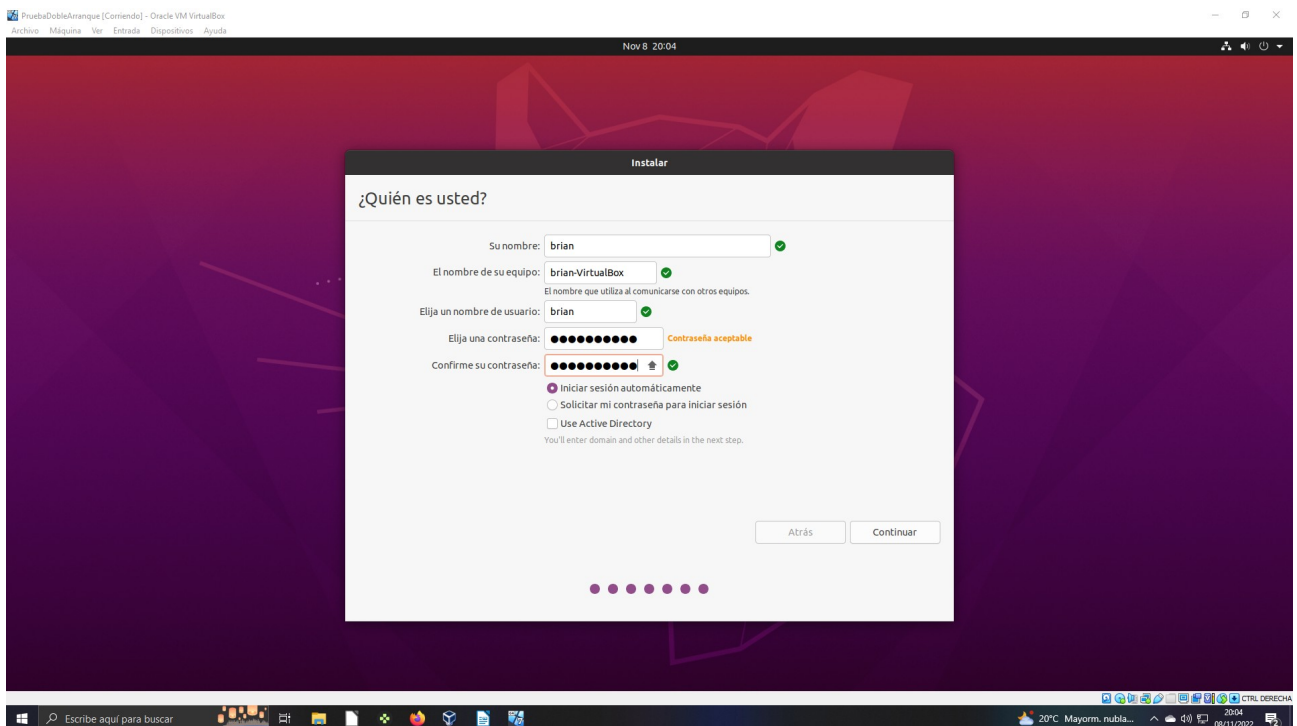 PruebaDobleArranque [Corriendo] - Oracle VM VirtualBox
Archivo Máquina Ver Entrada Dispositivos Ayuda
Nov 8 20:04
Instalar
¿Quién es usted?
Su nombre: brian
El nombre de su equipo: brian-VirtualBox
El nombre que utiliza al comunicarse con otros equipos.
Elija un nombre de usuario: brian
Elija una contraseña: ●●●●●●●●●● Contraseña aceptable
Confirme su contraseña: ●●●●●●●●●●
Iniciar sesión automáticamente
Solicitar mi contraseña para iniciar sesión
Use Active Directory
You'll enter domain and other details in the next step.
Atrás Continuar
CTRL DERECHA
Escribe aquí para buscar
20°C Mayorm. nubla...
20:04
08/11/2022
2